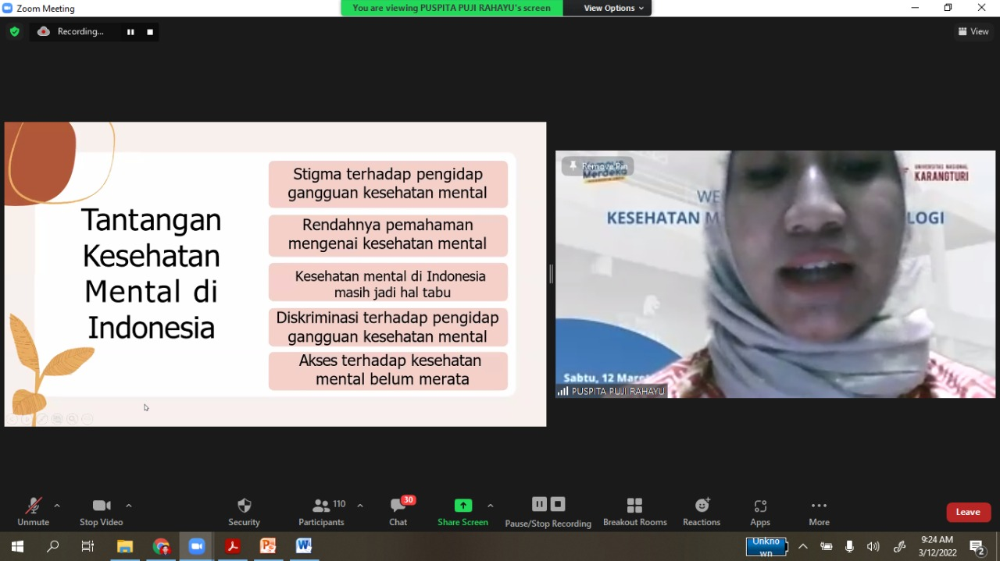 Zoom Meeting
You are viewing PUSPITA PUJI RAHAYU's screen
View Options
Recording...
View
Tantangan
Kesehatan
Mental di
Indonesia
Stigma terhadap pengidap
gangguan kesehatan mental
Rendahnya pemahaman
mengenai kesehatan mental
Kesehatan mental di Indonesia
masih jadi hal tabu
Diskriminasi terhadap pengidap
gangguan kesehatan mental
Akses terhadap kesehatan
mental belum merata
Remove Pin
Merdeka
UNIVERSITAS NASIONAL
KARANGTURI
WE
KESEHATAN M LOGI
Sabtu, 12 Mare
PUSPITA PUJI RAHAYU
Unmute
Stop Video
Security
110
Participants
30
Chat
Share Screen
Pause/Stop Recording
Breakout Rooms
Reactions
Apps
More
Leave
Unkno
wn
9:24 AM
3/12/2022
2